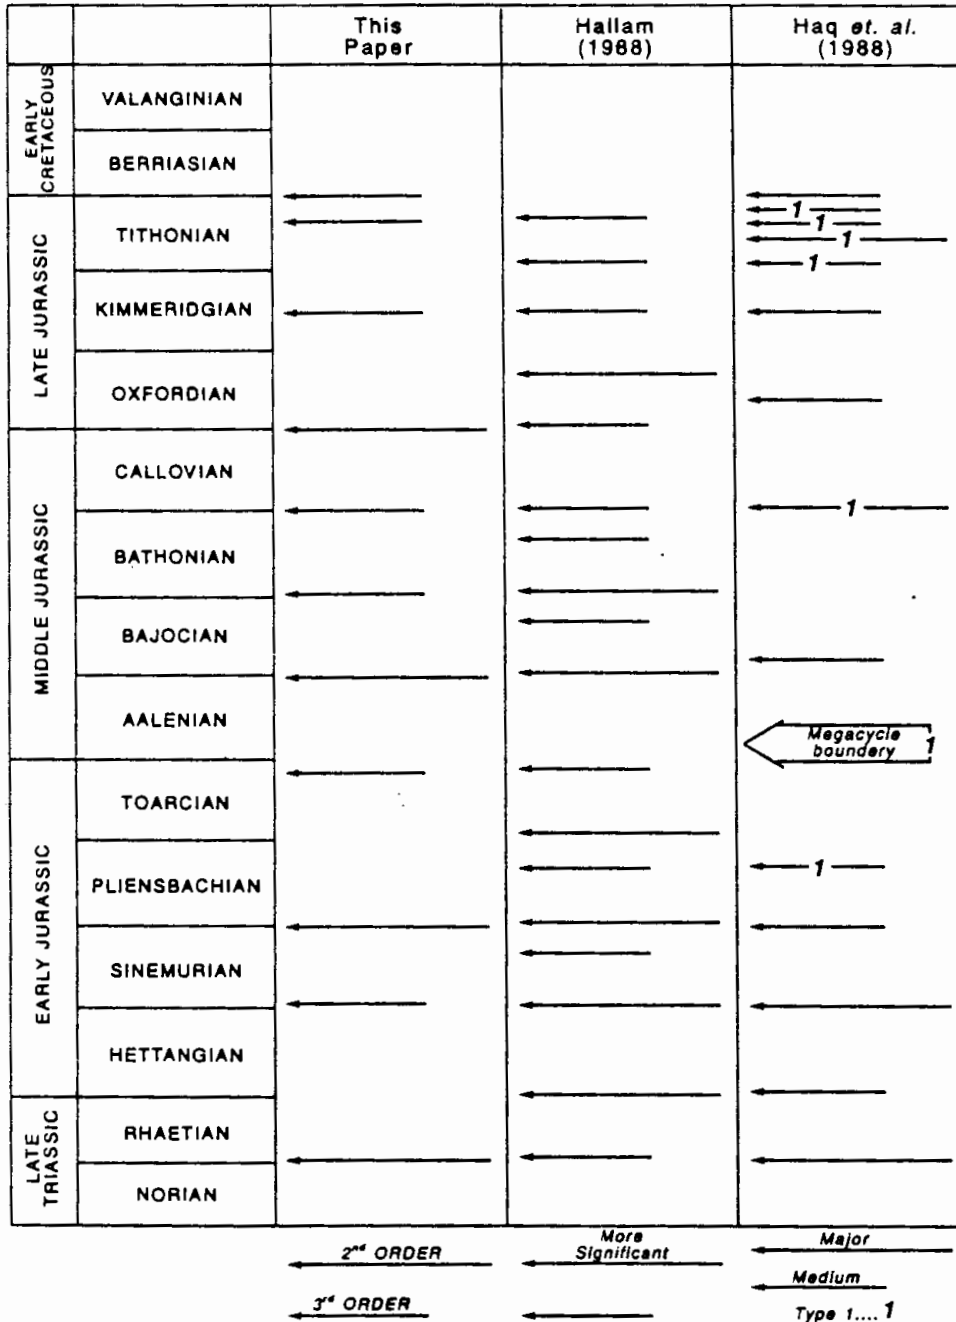 This Paper
Hallam (1988)
Haq et. al. (1988)
EARLY CRETACEOUS
VALANGINIAN
BERRIASIAN
LATE JURASSIC
TITHONIAN
1
1
1
1
KIMMERIDGIAN
OXFORDIAN
MIDDLE JURASSIC
CALLOVIAN
1
BATHONIAN
BAJOCIAN
AALENIAN
Megacycle
boundery 1
EARLY JURASSIC
TOARCIAN
PLIENSBACHIAN
1
SINEMURIAN
HETTANGIAN
LATE TRIASSIC
RHAETIAN
NORIAN
2nd ORDER
More Significant
Major
Medium
3rd ORDER
Type 1.... 1